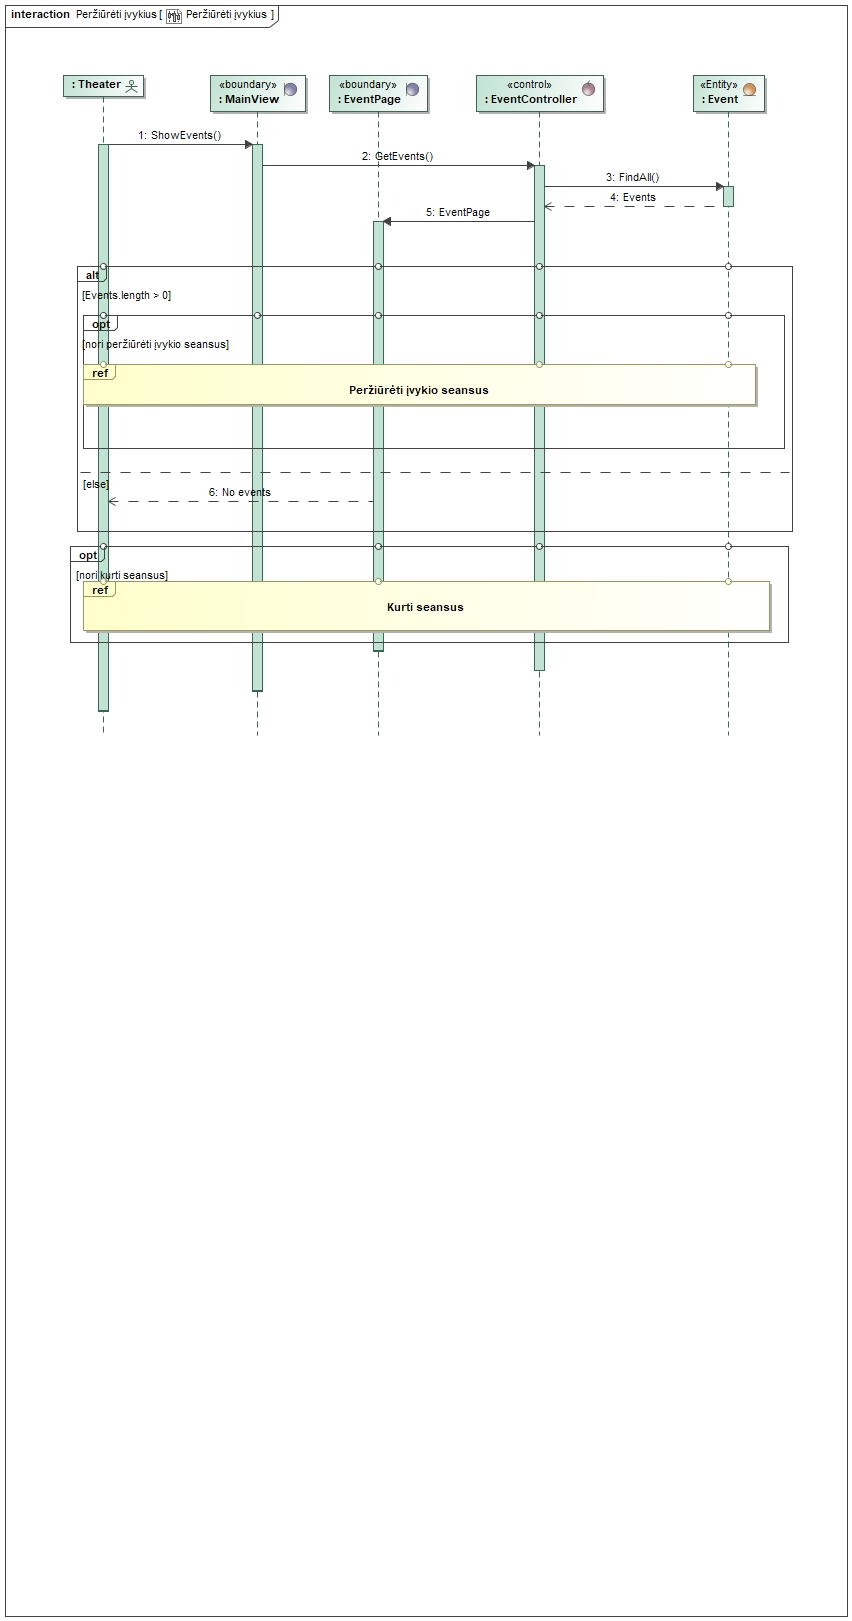 interaction Peržiūrėti įvykius [ Peržiūrėti įvykius ]
: Theater
«boundary»
: MainView
«boundary»
: EventPage
«control»
: EventController
«Entity»
: Event
1: ShowEvents()
2: GetEvents()
3: FindAll()
4: Events
5: EventPage
alt
[Events.length > 0]
opt
[nori peržiūrėti įvykio seansus]
ref
Peržiūrėti įvykio seansus
[else]
6: No events
opt
[nori kurti seansus]
ref
Kurti seansus